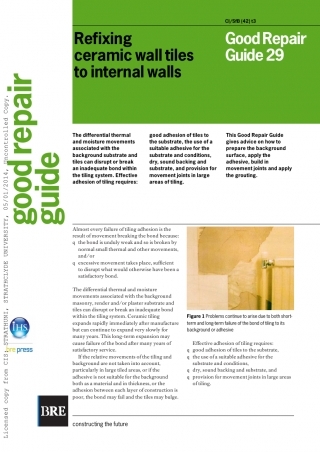 CI/SfB (42) t3
Refixing
ceramic wall tiles
to internal walls
Good Repair
Guide 29
good repair
guide
Licensed copy from CIS: STRATHUNI, STRATHCLYDE UNIVERSITY, 05/01/2014, Uncontrolled Copy.
The differential thermal
and moisture movements
associated with the
background substrate and
tiles can disrupt or break
an inadequate bond within
the tiling system. Effective
adhesion of tiling requires:
good adhesion of tiles to
the substrate, the use of a
suitable adhesive for the
substrate and conditions,
dry, sound backing and
substrate, and provision for
movement joints in large
areas of tiling.
This Good Repair Guide
gives advice on how to
prepare the background
surface, apply the
adhesive, build in
movement joints and apply
the grouting.
Almost every failure of tiling adhesion is the
result of movement breaking the bond because:
q the bond is unduly weak and so is broken by
normal small thermal and other movements,
and/or
q excessive movement takes place, sufficient
to disrupt what would otherwise have been a
satisfactory bond.
The differential thermal and moisture
movements associated with the background
masonry, render and/or plaster substrate and
tiles can disrupt or break an inadequate bond
within the tiling system. Ceramic tiling
expands rapidly immediately after manufacture
but can continue to expand very slowly for
many years. This long-term expansion may
cause failure of the bond after many years of
satisfactory service.
If the relative movements of the tiling and
background are not taken into account,
particularly in large tiled areas, or if the
adhesive is not suitable for the background
both as a material and in thickness, or the
adhesion between each layer of construction is
poor, the bond may fail and the tiles may bulge.
Figure 1 Problems continue to arise due to both short-
term and long-term failure of the bond of tiling to its
background or adhesive
Effective adhesion of tiling requires:
q good adhesion of tiles to the substrate,
q the use of a suitable adhesive for the
substrate and conditions,
q dry, sound backing and substrate, and
q provision for movement joints in large areas
of tiling.
IHS
bre press
BRE
constructing the future